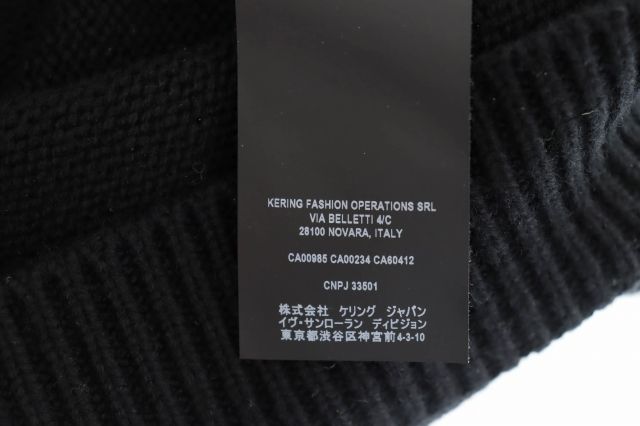 KERING FASHION OPERATIONS SRL
VIA BELLETTI 4/C
28100 NOVARA, ITALY
CA00985 CA00234 CA60412
CNPJ 33501
株式会社 ケリング ジャパン
イヴ・サンローラン ディビジョン
東京都渋谷区神宮前4-3-10